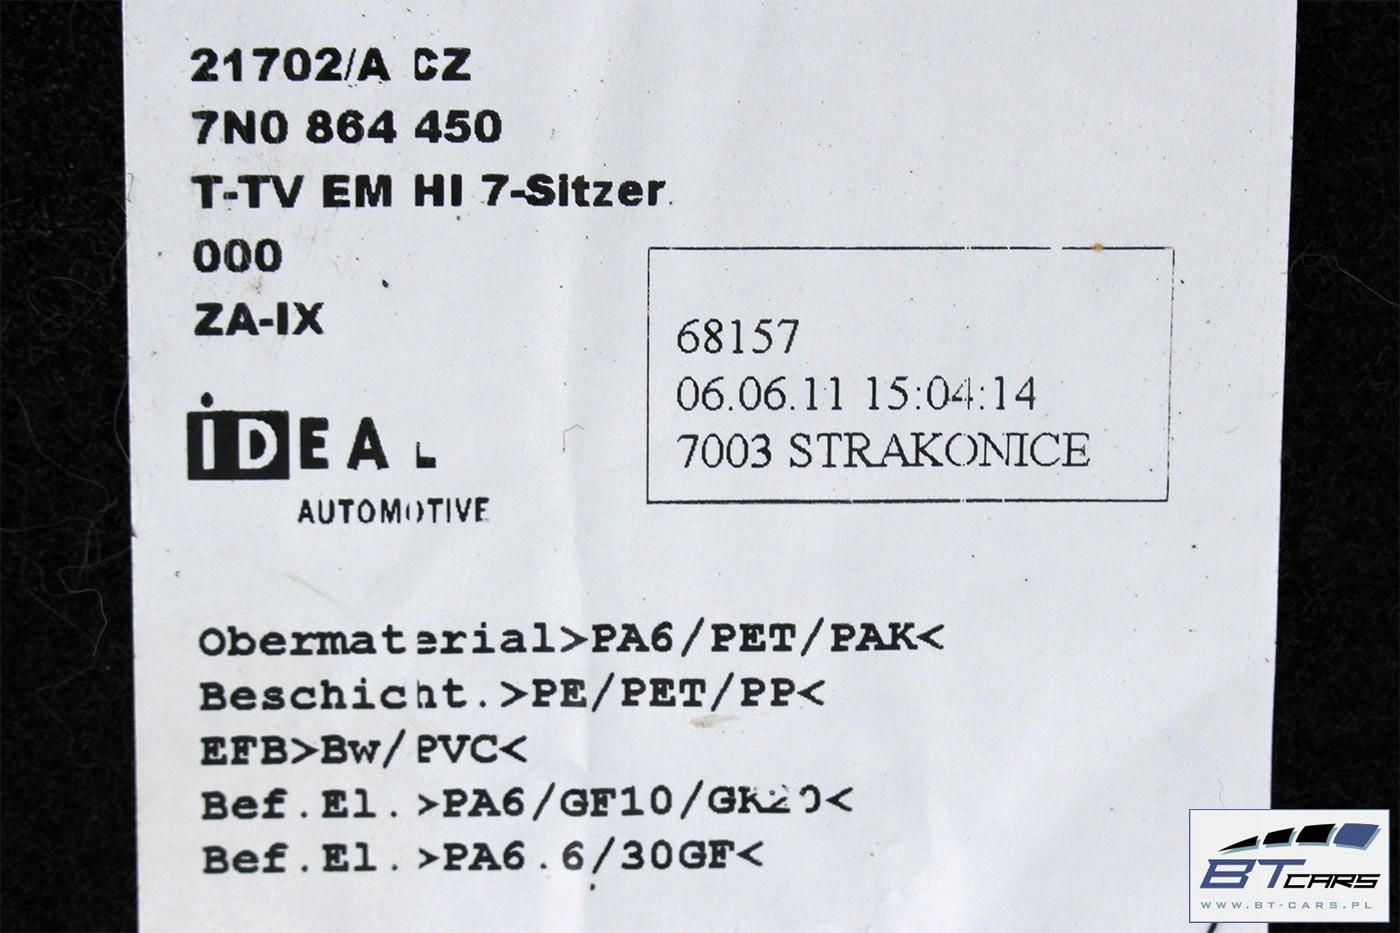 21702/A CZ
7N0 864 450
T-TV EM HI 7-Sitzer
000
ZA-IX
68157
06.06.11 15:04:14
7003 STRAKONICE
iDEAL
AUTOMOTIVE
Obermaterial>PA6/PET/PAK<
Beschicht.>PE/PET/PP<
EFB>Bw/PVC<
Bef.El.>PA6/GF10/GK20<
Bef.El.>PA6.6/30GF<
BT CARS
WWW.BT-CARS.PL